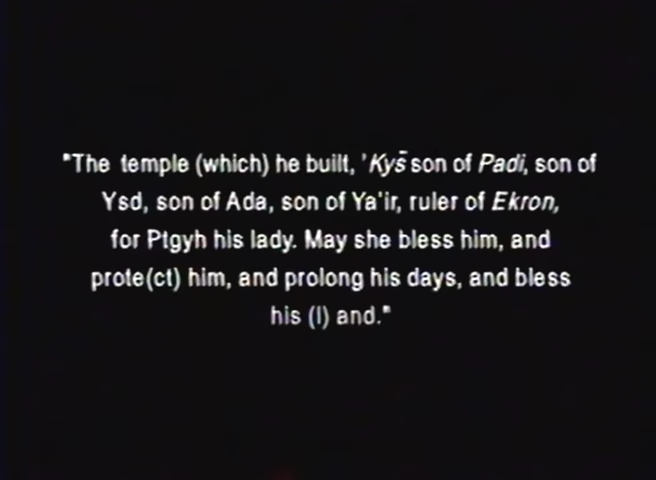 "The temple (which) he built, 'Kyš son of Padi, son of
Ysd, son of Ada, son of Ya'ir, ruler of Ekron,
for Ptgyh his lady. May she bless him, and
prote(ct) him, and prolong his days, and bless
his (l) and."